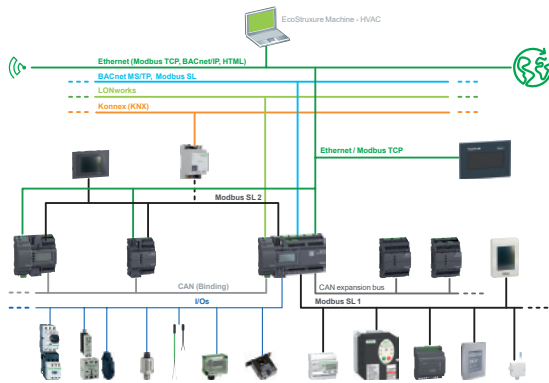 EcoStruxure Machine - HVAC
Ethernet (Modbus TCP, BACnet/IP, HTML)
BACnet MS/TP, Modbus SL
LONworks
Konnex (KNX)
Ethernet / Modbus TCP
Modbus SL 2
CAN (Binding)
CAN expansion bus
I/Os
Modbus SL 1